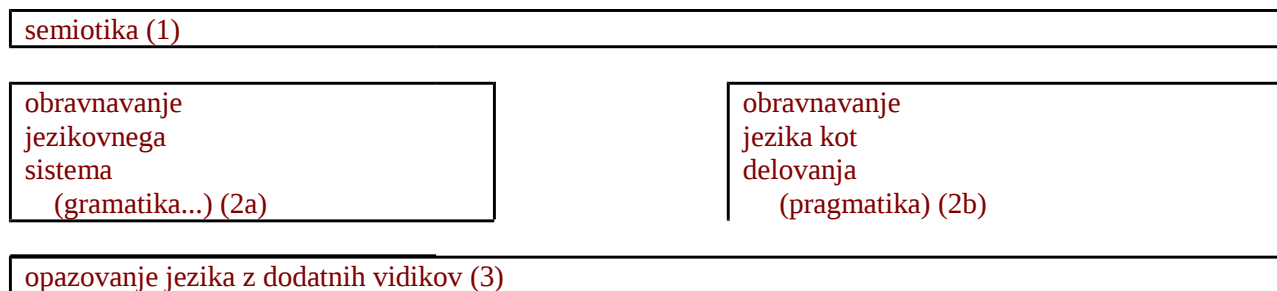 semiotika (1)
obravnavanje
jezikovnega
sistema
(gramatika...) (2a)
obravnavanje
jezika kot
delovanja
(pragmatika) (2b)
opazovanje jezika z dodatnih vidikov (3)